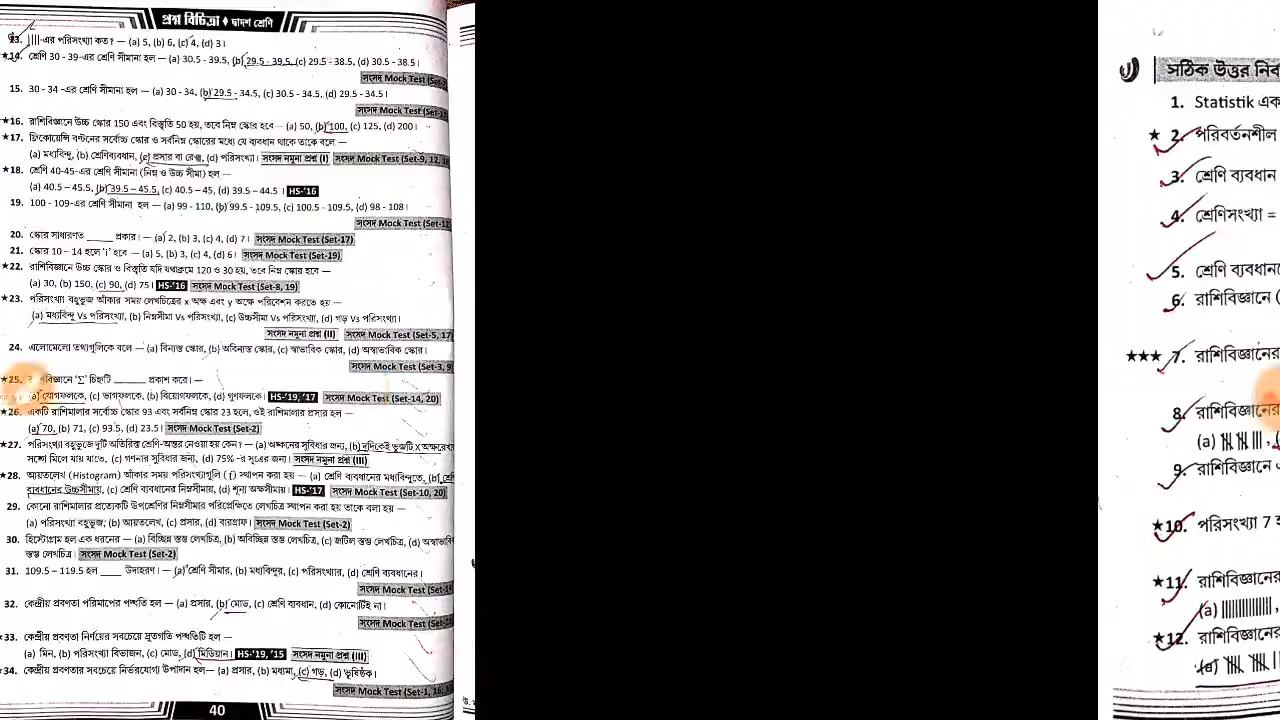 প্রশ্ন বিচিত্রা ♦ দ্বাদশ শ্রেণি
13. ||||-এর পরিসংখ্যা কত? — (a) 5, (b) 6, (c) 4, (d) 3।
★14. শ্রেণি 30 - 39-এর শ্রেণি সীমানা হল — (a) 30.5 - 39.5, (b) 29.5 - 39.5, (c) 29.5 - 38.5, (d) 30.5 - 38.5।
সংসদ Mock Test (Set-
15. 30 - 34 -এর শ্রেণি সীমানা হল — (a) 30 - 34, (b) 29.5 - 34.5, (c) 30.5 - 34.5, (d) 29.5 - 34.5।
সংসদ Mock Test (Set-
★16. রাশিবিজ্ঞানে উচ্চ স্কোর 150 এবং বিস্তৃতি 50 হয়, তবে নিম্ন স্কোর হবে — (a) 50, (b) 100, (c) 125, (d) 200।
★17. ফ্রিকোয়েন্সি বণ্টনের সর্বোচ্চ স্কোর ও সর্বনিম্ন স্কোরের মধ্যে যে ব্যবধান থাকে তাকে বলে —
(a) মধ্যবিন্দু, (b) শ্রেণিব্যবধান, (c) প্রসার বা রেঞ্জ, (d) পরিসংখ্যা। সংসদ নমুনা প্রশ্ন (I) সংসদ Mock Test (Set-9, 12,
★18. শ্রেণি 40-45-এর শ্রেণি সীমানা (নিম্ন ও উচ্চ সীমা) হল —
(a) 40.5 – 45.5, (b) 39.5 – 45.5, (c) 40.5 – 45, (d) 39.5 – 44.5। HS-'16
19. 100 - 109-এর শ্রেণি সীমানা হল — (a) 99 - 110, (b) 99.5 - 109.5, (c) 100.5 - 109.5, (d) 98 - 108।
সংসদ Mock Test (Set-1
20. স্কোর সাধারণত _____ প্রকার। — (a) 2, (b) 3, (c) 4, (d) 7। সংসদ Mock Test (Set-17)
21. স্কোর 10 – 14 হলে 'i' হবে — (a) 5, (b) 3, (c) 4, (d) 6। সংসদ Mock Test (Set-19)
★22. রাশিবিজ্ঞানে উচ্চ স্কোর ও বিস্তৃতি যদি যথাক্রমে 120 ও 30 হয়, তবে নিম্ন স্কোর হবে —
(a) 30, (b) 150, (c) 90, (d) 75। HS-'16 সংসদ Mock Test (Set-8, 19)
★23. পরিসংখ্যা বহুভুজ আঁকার সময় লেখচিত্রের x অক্ষ এবং y অক্ষে পরিবেশন করতে হয় —
(a) মধ্যবিন্দু Vs পরিসংখ্যা, (b) নিম্নসীমা Vs পরিসংখ্যা, (c) উচ্চসীমা Vs পরিসংখ্যা, (d) গড় Vs পরিসংখ্যা।
সংসদ নমুনা প্রশ্ন (II) সংসদ Mock Test (Set-5, 17)
24. এলোমেলো তথ্যগুলিকে বলে — (a) বিন্যস্ত স্কোর, (b) অবিন্যস্ত স্কোর, (c) স্বাভাবিক স্কোর, (d) অস্বাভাবিক স্কোর।
সংসদ Mock Test (Set-3, 9)
★25. বিজ্ঞানে 'Σ' চিহ্নটি ______ প্রকাশ করে। —
(a) যোগফলকে, (c) ভাগফলকে, (b) বিয়োগফলকে, (d) গুণফলকে। HS-'19, '17 সংসদ Mock Test (Set-14, 20)
★26. একটি রাশিমালার সর্বোচ্চ স্কোর 93 এবং সর্বনিম্ন স্কোর 23 হলে, ওই রাশিমালার প্রসার হল —
(a) 70, (b) 71, (c) 93.5, (d) 23.5। সংসদ Mock Test (Set-2)
★27. পরিসংখ্যা বহুভুজে দুটি অতিরিক্ত শ্রেণি-অন্তর নেওয়া হয় কেন? — (a) অঙ্কনের সুবিধার জন্য, (b) দুদিকেই ভুজটি X অক্ষরেখার
সঙ্গে মিলে যায় যাতে, (c) গণনার সুবিধার জন্য, (d) 75% -র সূত্রের জন্য। সংসদ নমুনা প্রশ্ন (III)
★28. আয়তলেখ (Histogram) আঁকার সময় পরিসংখ্যাগুলি (f) স্থাপন করা হয় — (a) শ্রেণি ব্যবধানের মধ্যবিন্দুতে, (b) শ্রেণি
ব্যবধানের উচ্চসীমায়, (c) শ্রেণি ব্যবধানের নিম্নসীমায়, (d) শূন্য অক্ষসীমায়। HS-'17 সংসদ Mock Test (Set-10, 20)
29. কোনো রাশিমালার প্রত্যেকটি উপশ্রেণির নিম্নসীমার পরিপ্রেক্ষিতে লেখচিত্র স্থাপন করা হয় তাকে বলা হয় —
(a) পরিসংখ্যা বহুভুজ, (b) আয়তলেখ, (c) প্রসার, (d) বারগ্রাফ। সংসদ Mock Test (Set-2)
30. হিস্টোগ্রাম হল এক ধরনের — (a) বিচ্ছিন্ন স্তম্ভ লেখচিত্র, (b) অবিচ্ছিন্ন স্তম্ভ লেখচিত্র, (c) জটিল স্তম্ভ লেখচিত্র, (d) অস্বাভাবিক
স্তম্ভ লেখচিত্র। সংসদ Mock Test (Set-2)
31. 109.5 – 119.5 হল ____ উদাহরণ। — (a) শ্রেণি সীমার, (b) মধ্যবিন্দুর, (c) পরিসংখ্যার, (d) শ্রেণি ব্যবধানের।
সংসদ Mock Test (Set-1
32. কেন্দ্রীয় প্রবণতা পরিমাপের পদ্ধতি হল — (a) প্রসার, (b) মোড, (c) শ্রেণি ব্যবধান, (d) কোনোটিই না।
সংসদ Mock Test (Set-
★33. কেন্দ্রীয় প্রবণতা নির্ণয়ের সবচেয়ে দ্রুতগতি পদ্ধতিটি হল —
(a) মিন, (b) পরিসংখ্যা বিভাজন, (c) মোড, (d) মিডিয়ান। HS-'19, '15 সংসদ নমুনা প্রশ্ন (III)
★34. কেন্দ্রীয় প্রবণতার সবচেয়ে নির্ভরযোগ্য উপাদান হল— (a) প্রসার, (b) মধ্যমা, (c) গড়, (d) ভূষিষ্ঠক।
সংসদ Mock Test (Set-1, 16,
40
সঠিক উত্তর নির্ব
1. Statistik এক
★ 2. পরিবর্তনশীল
3. শ্রেণি ব্যবধান
4. শ্রেণিসংখ্যা =
5. শ্রেণি ব্যবধান
6. রাশিবিজ্ঞানে (
★★★ 7. রাশিবিজ্ঞানের
8. রাশিবিজ্ঞানের
(a)
9. রাশিবিজ্ঞানে
★10. পরিসংখ্যা 7
★11. রাশিবিজ্ঞানের
(a) ||||||||||||,
★12. রাশিবিজ্ঞানের
(a)